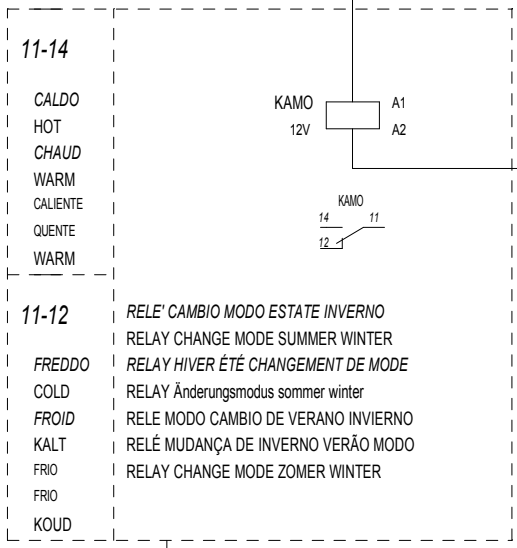 11-14
CALDO
HOT
CHAUD
WARM
CALIENTE
QUENTE
WARM
KAMO A1
12V A2
KAMO
14 11
12
11-12
FREDDO
COLD
FROID
KALT
FRIO
FRIO
KOUD
RELE' CAMBIO MODO ESTATE INVERNO
RELAY CHANGE MODE SUMMER WINTER
RELAY HIVER ÉTÉ CHANGEMENT DE MODE
RELAY Änderungsmodus sommer winter
RELE MODO CAMBIO DE VERANO INVIERNO
RELÉ MUDANÇA DE INVERNO VERÃO MODO
RELAY CHANGE MODE ZOMER WINTER